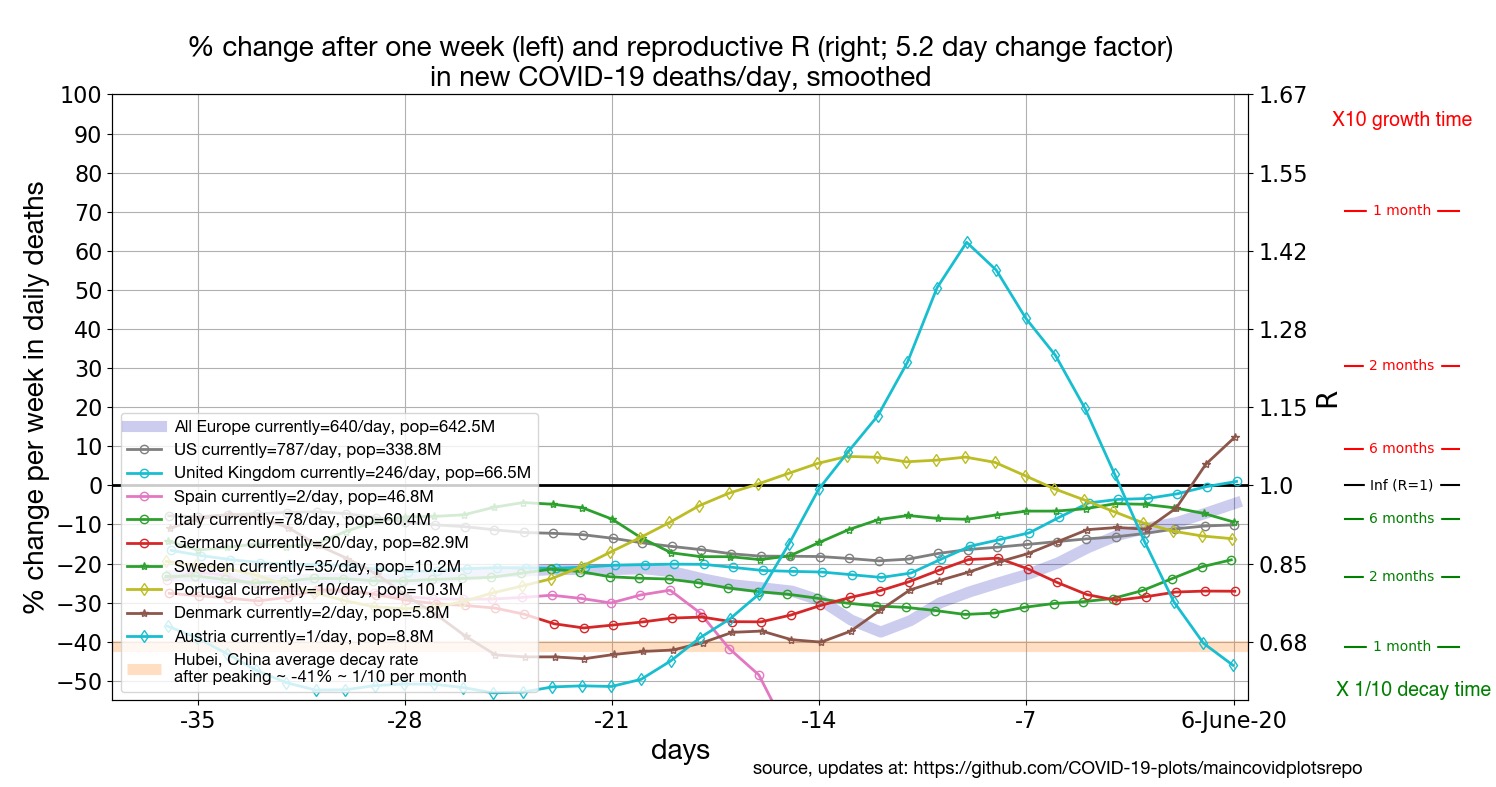 % change after one week (left) and reproductive R (right; 5.2 day change factor)
in new COVID-19 deaths/day, smoothed
% change per week in daily deaths
100
90
80
70
60
50
40
30
20
10
0
−10
−20
−30
−40
−50
All Europe currently=640/day, pop=642.5M
US currently=787/day, pop=338.8M
United Kingdom currently=246/day, pop=66.5M
Spain currently=2/day, pop=46.8M
Italy currently=78/day, pop=60.4M
Germany currently=20/day, pop=82.9M
Sweden currently=35/day, pop=10.2M
Portugal currently=10/day, pop=10.3M
Denmark currently=2/day, pop=5.8M
Austria currently=1/day, pop=8.8M
Hubei, China average decay rate
after peaking ~ -41% ~ 1/10 per month
-35
-28
-21
-14
-7
6-June-20
days
1.67
1.55
1.42
1.28
1.15
1.0
0.85
0.68
R
X10 growth time
1 month
2 months
6 months
Inf (R=1)
6 months
2 months
1 month
X 1/10 decay time
source, updates at: https://github.com/COVID-19-plots/maincovidplotsrepo